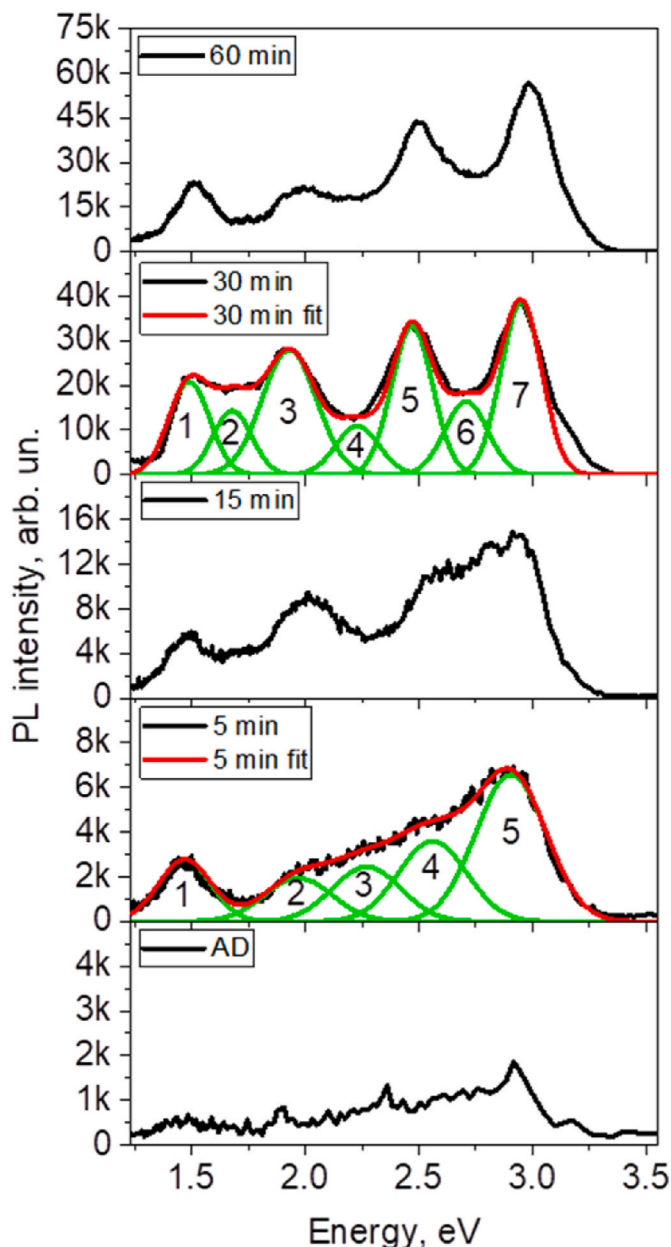 75k
60 min
60k
45k
30k
15k
0
30 min
40k
30 min fit
30k
20k
10k
0
1 2 3 4 5 6 7
15 min
16k
12k
8k
4k
0
5 min
8k
5 min fit
6k
4k
2k
0
1 2 3 4 5
AD
4k
3k
2k
1k
0
1.5 2.0 2.5 3.0 3.5
Energy, eV
PL intensity, arb. un.